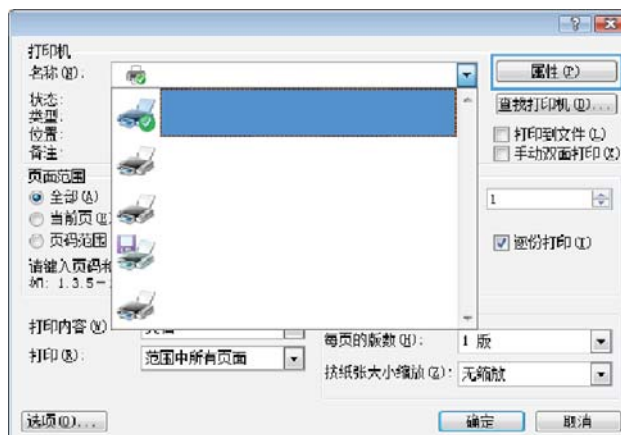 打印机
名称(N):
属性(P)
状态:
类型:
位置:
备注:
查找打印机(D)...
打印到文件(L)
手动双面打印(X)
页面范围
全部(A)
当前页(E
页码范围
请键入页码和
如: 1.3.5-
1
逐份打印(T)
打印内容(W)
打印(R):
范围中所有页面
每页的版数(H):
1 版
按纸张大小缩放(Z):
无缩放
选项(O)...
确定
取消